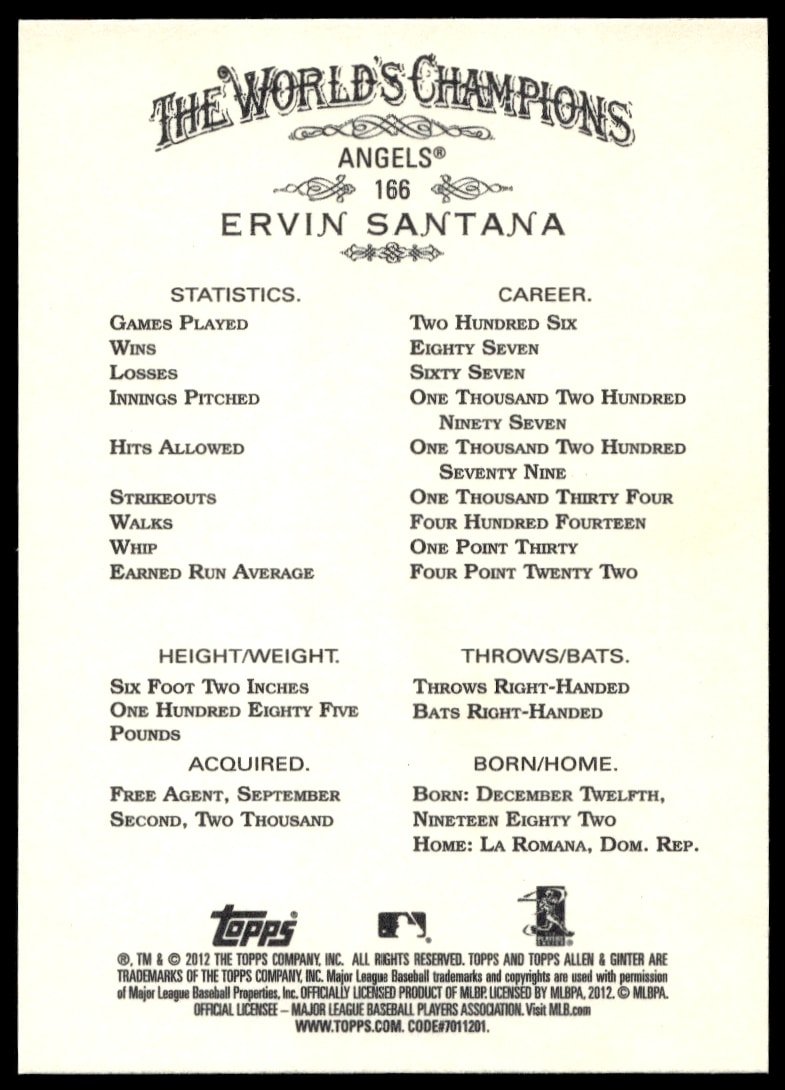 THE WORLD'S CHAMPIONS
ANGELS®
166
ERVIN SANTANA
STATISTICS. CAREER.
GAMES PLAYED TWO HUNDRED SIX
WINS EIGHTY SEVEN
LOSSES SIXTY SEVEN
INNINGS PITCHED ONE THOUSAND TWO HUNDRED
NINETY SEVEN
HITS ALLOWED ONE THOUSAND TWO HUNDRED
SEVENTY NINE
STRIKEOUTS ONE THOUSAND THIRTY FOUR
WALKS FOUR HUNDRED FOURTEEN
WHIP ONE POINT THIRTY
EARNED RUN AVERAGE FOUR POINT TWENTY TWO
HEIGHT/WEIGHT. THROWS/BATS.
SIX FOOT TWO INCHES THROWS RIGHT-HANDED
ONE HUNDRED EIGHTY FIVE BATS RIGHT-HANDED
POUNDS
ACQUIRED. BORN/HOME.
FREE AGENT, SEPTEMBER BORN: DECEMBER TWELFTH,
SECOND, TWO THOUSAND NINETEEN EIGHTY TWO
HOME: LA ROMANA, DOM. REP.
Topps®
®, TM & © 2012 THE TOPPS COMPANY, INC. ALL RIGHTS RESERVED. TOPPS AND TOPPS ALLEN & GINTER ARE
TRADEMARKS OF THE TOPPS COMPANY, INC. Major League Baseball trademarks and copyrights are used with permission
of Major League Baseball Properties, Inc. OFFICIALLY LICENSED PRODUCT OF MLBP. LICENSED BY MLBPA, 2012. © MLBPA.
OFFICIAL LICENSEE – MAJOR LEAGUE BASEBALL PLAYERS ASSOCIATION. Visit MLB.com
WWW.TOPPS.COM. CODE#7011201.